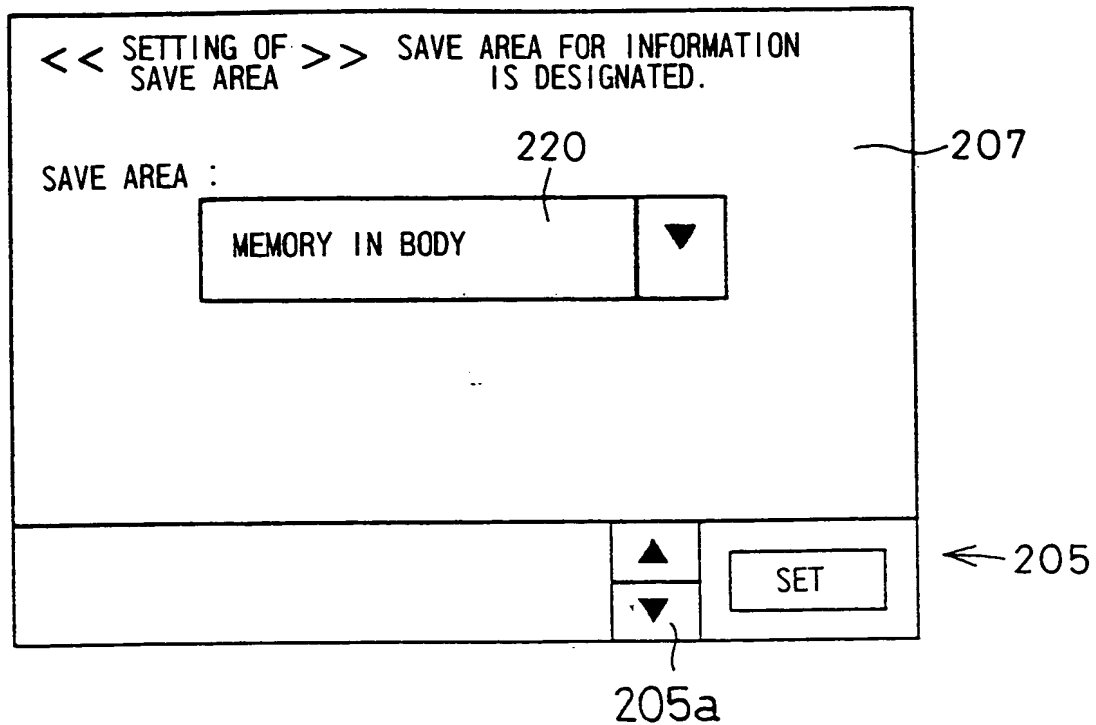 << SETTING OF SAVE AREA >> SAVE AREA FOR INFORMATION IS DESIGNATED.
220
207
SAVE AREA :
MEMORY IN BODY ▼
▲
SET
205
▼
205a